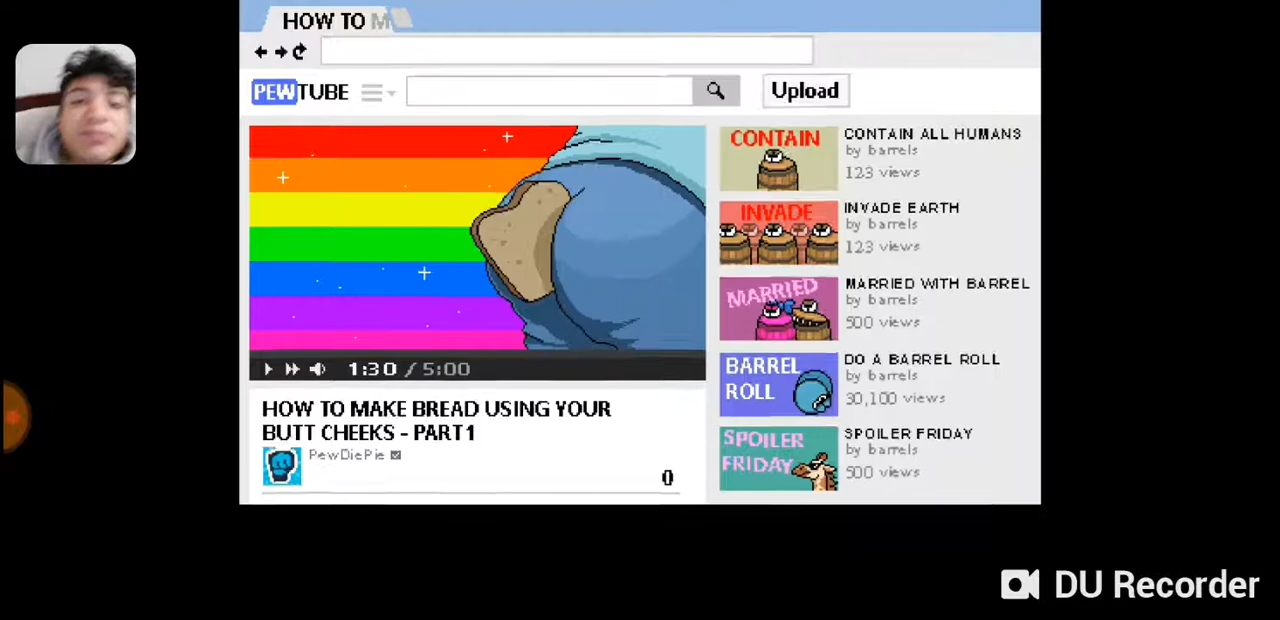 HOW TO M
PEWTUBE
Upload
CONTAIN
CONTAIN ALL HUMANS
by barrels
123 views
INVADE
INVADE EARTH
by barrels
123 views
MARRIED
MARRIED WITH BARREL
by barrels
500 views
BARREL
ROLL
DO A BARREL ROLL
by barrels
30,100 views
SPOILER
FRIDAY
SPOILER FRIDAY
by barrels
500 views
1:30 / 5:00
HOW TO MAKE BREAD USING YOUR
BUTT CHEEKS - PART 1
PewDiePie
0
DU Recorder